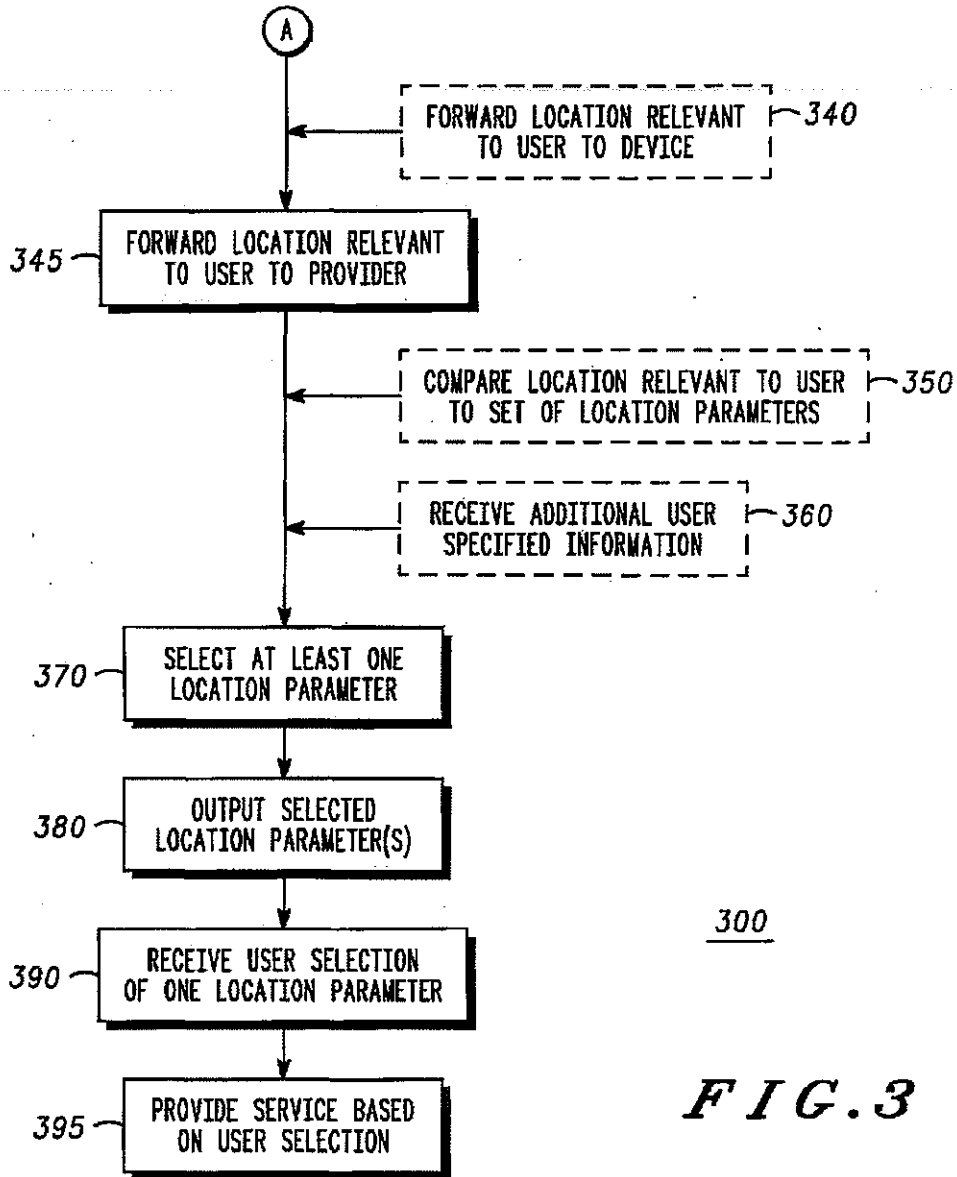 A
FORWARD LOCATION RELEVANT
TO USER TO DEVICE
340
345
FORWARD LOCATION RELEVANT
TO USER TO PROVIDER
COMPARE LOCATION RELEVANT TO USER
TO SET OF LOCATION PARAMETERS
350
RECEIVE ADDITIONAL USER
SPECIFIED INFORMATION
360
370
SELECT AT LEAST ONE
LOCATION PARAMETER
380
OUTPUT SELECTED
LOCATION PARAMETER(S)
390
RECEIVE USER SELECTION
OF ONE LOCATION PARAMETER
300
395
PROVIDE SERVICE BASED
ON USER SELECTION
FIG.3